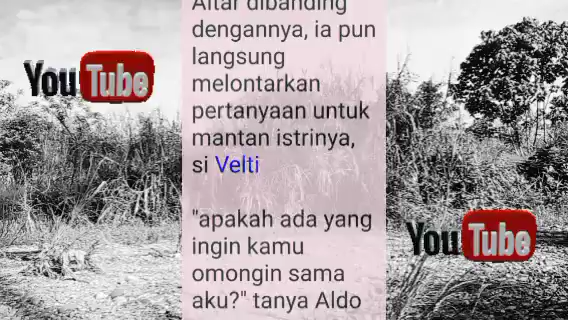 Altar dibanding
dengannya, ia pun
langsung
melontarkan
pertanyaan untuk
mantan istrinya,
si Velti
"apakah ada yang
ingin kamu
omongin sama
aku?" tanya Aldo
YouTube
YouTube